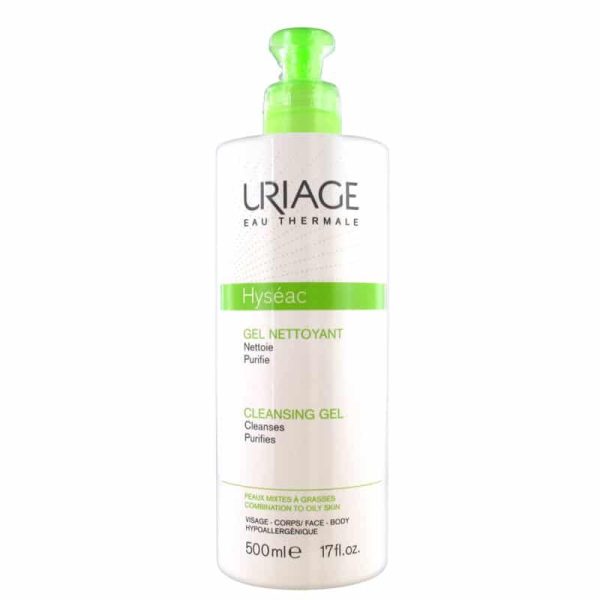 URIAGE
EAU THERMALE
Hyséac
GEL NETTOYANT
Nettoie
Purifie
CLEANSING GEL
Cleanses
Purifies
PEAUX MIXTES À GRASSES
COMBINATION TO OILY SKIN
VISAGE - CORPS/ FACE - BODY
HYPOALLERGÉNIQUE
500ml℮ 17fl.oz.